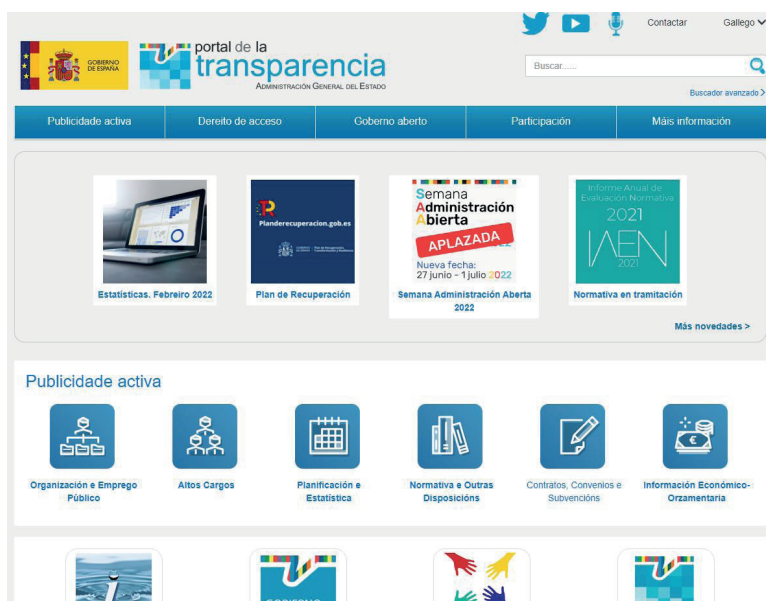 Contactar
Gallego
GOBIERNO
DE ESPAÑA
portal de la
transparencia
ADMINISTRACIÓN GENERAL DEL ESTADO
Buscar......
Buscador avanzado >
Publicidade activa
Dereito de acceso
Goberno aberto
Participación
Máis información
Planderecuperacion.gob.es
Semana
Administración
Abierta
APLAZADA
2022
Nueva fecha:
27 junio - 1 julio 2022
Informe Anual de
Evaluación Normativa
2021
IAEN
2021
Estatísticas. Febreiro 2022
Plan de Recuperación
Semana Administración Aberta
2022
Normativa en tramitación
Más novedades >
Publicidade activa
Organización e Emprego
Público
Altos Cargos
Planificación e
Estatística
Normativa e Outras
Disposicións
Contratos, Convenios e
Subvencións
Información Económico-
Orzamentaria
i